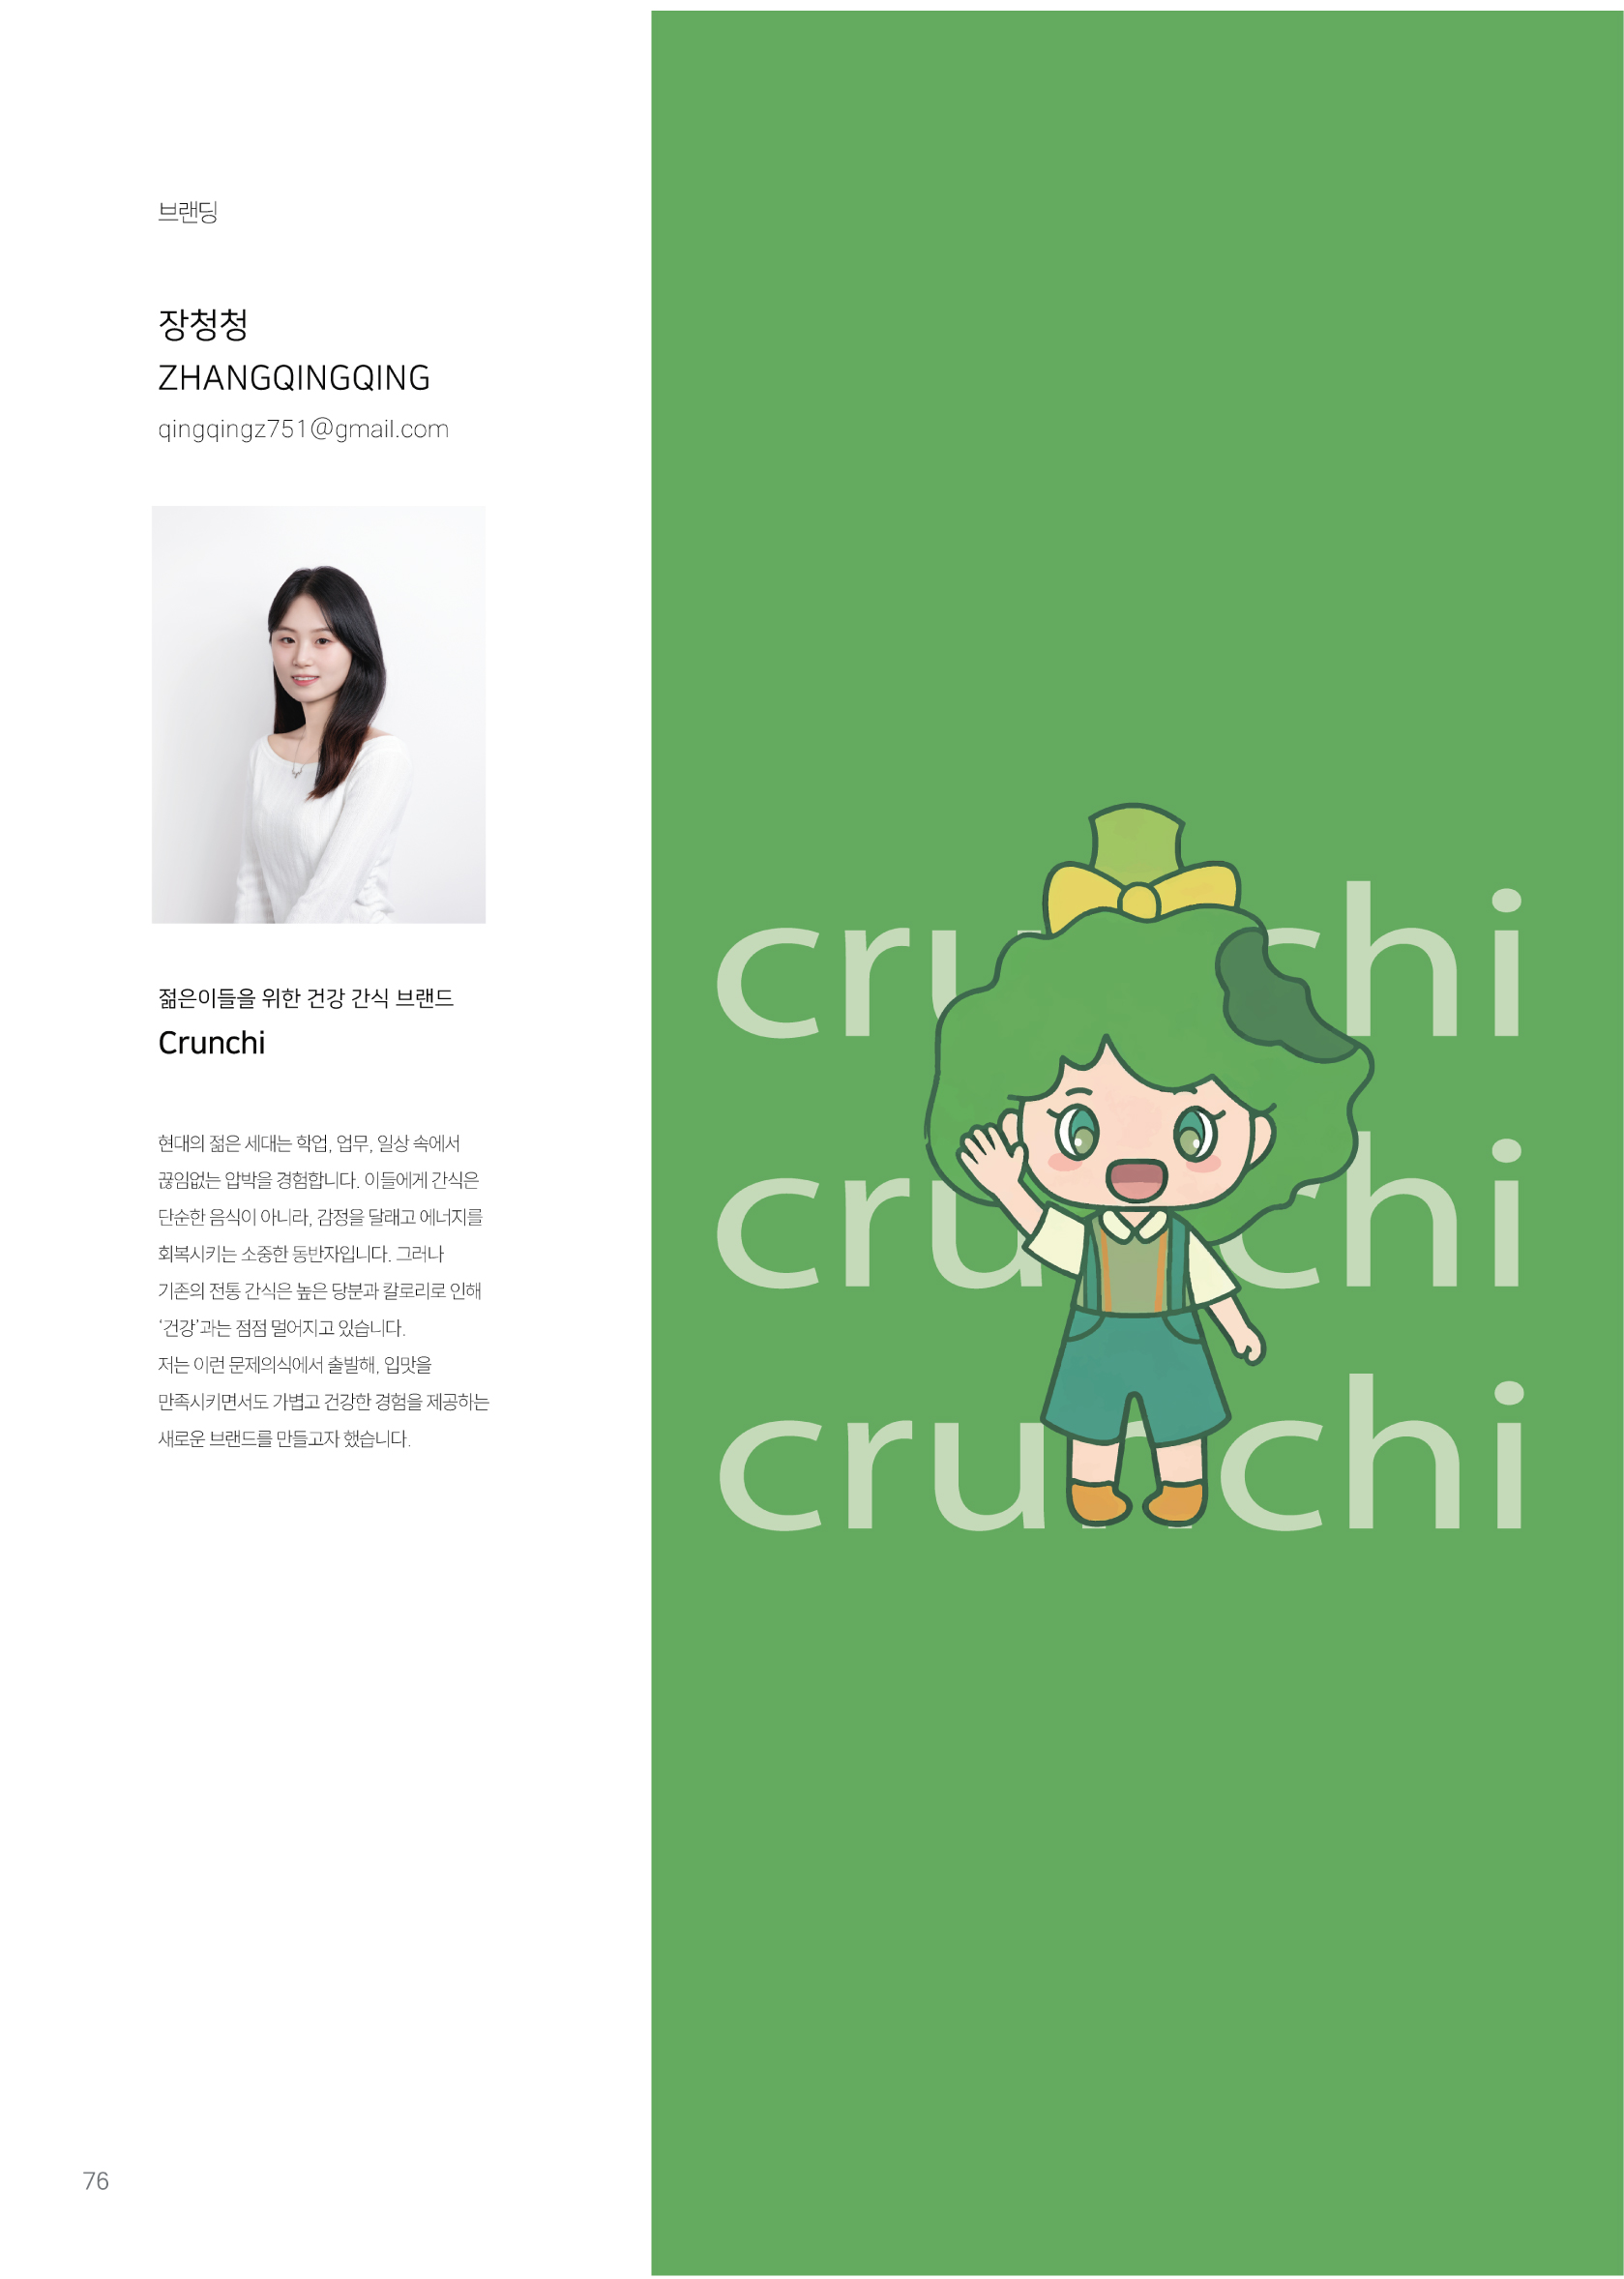 브랜딩
장청청
ZHANGQINGQING
qingqingz751@gmail.com
젊은이들을 위한 건강 간식 브랜드
Crunchi
현대의 젊은 세대는 학업, 업무, 일상 속에서
끊임없는 압박을 경험합니다. 이들에게 간식은
단순한 음식이 아니라, 감정을 달래고 에너지를
회복시키는 소중한 동반자입니다. 그러나
기존의 전통 간식은 높은 당분과 칼로리로 인해
‘건강’과는 점점 멀어지고 있습니다.
저는 이런 문제의식에서 출발해, 입맛을
만족시키면서도 가볍고 건강한 경험을 제공하는
새로운 브랜드를 만들고자 했습니다.
crunchi
crunchi
crunchi
76